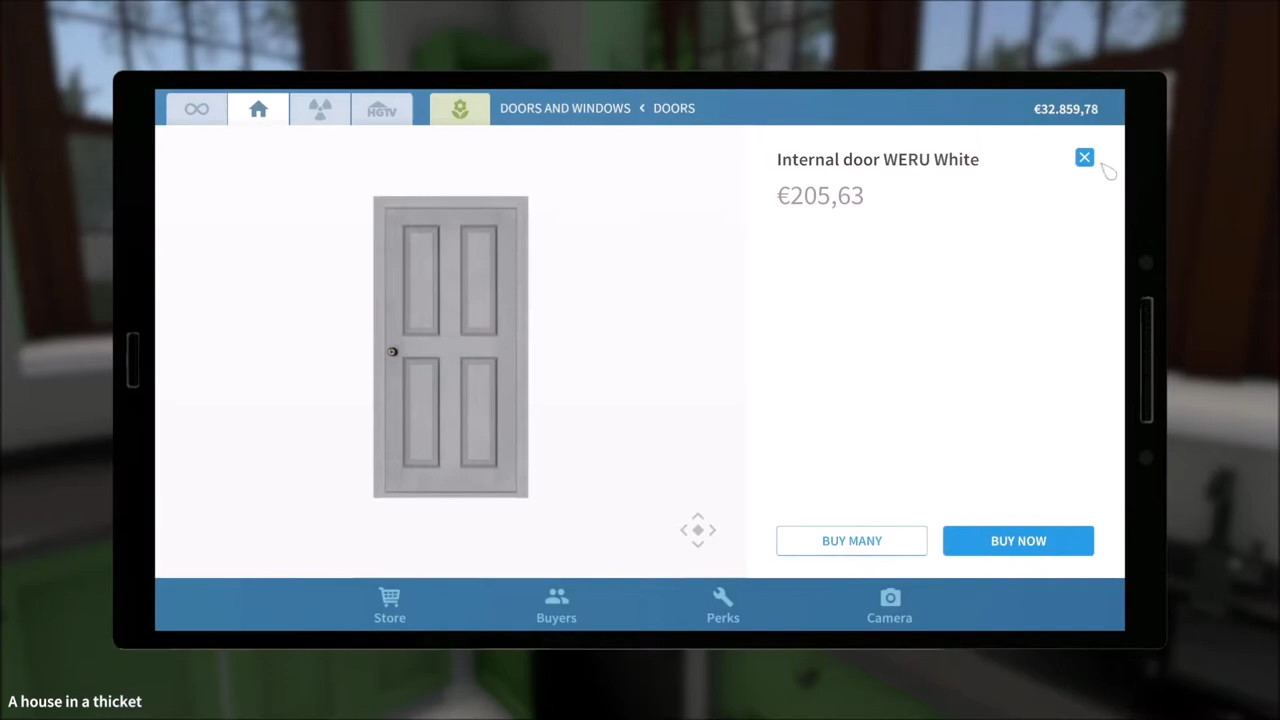 HGTV
DOORS AND WINDOWS < DOORS
€32.859,78
Internal door WERU White
€205,63
BUY MANY
BUY NOW
Store
Buyers
Perks
Camera
A house in a thicket